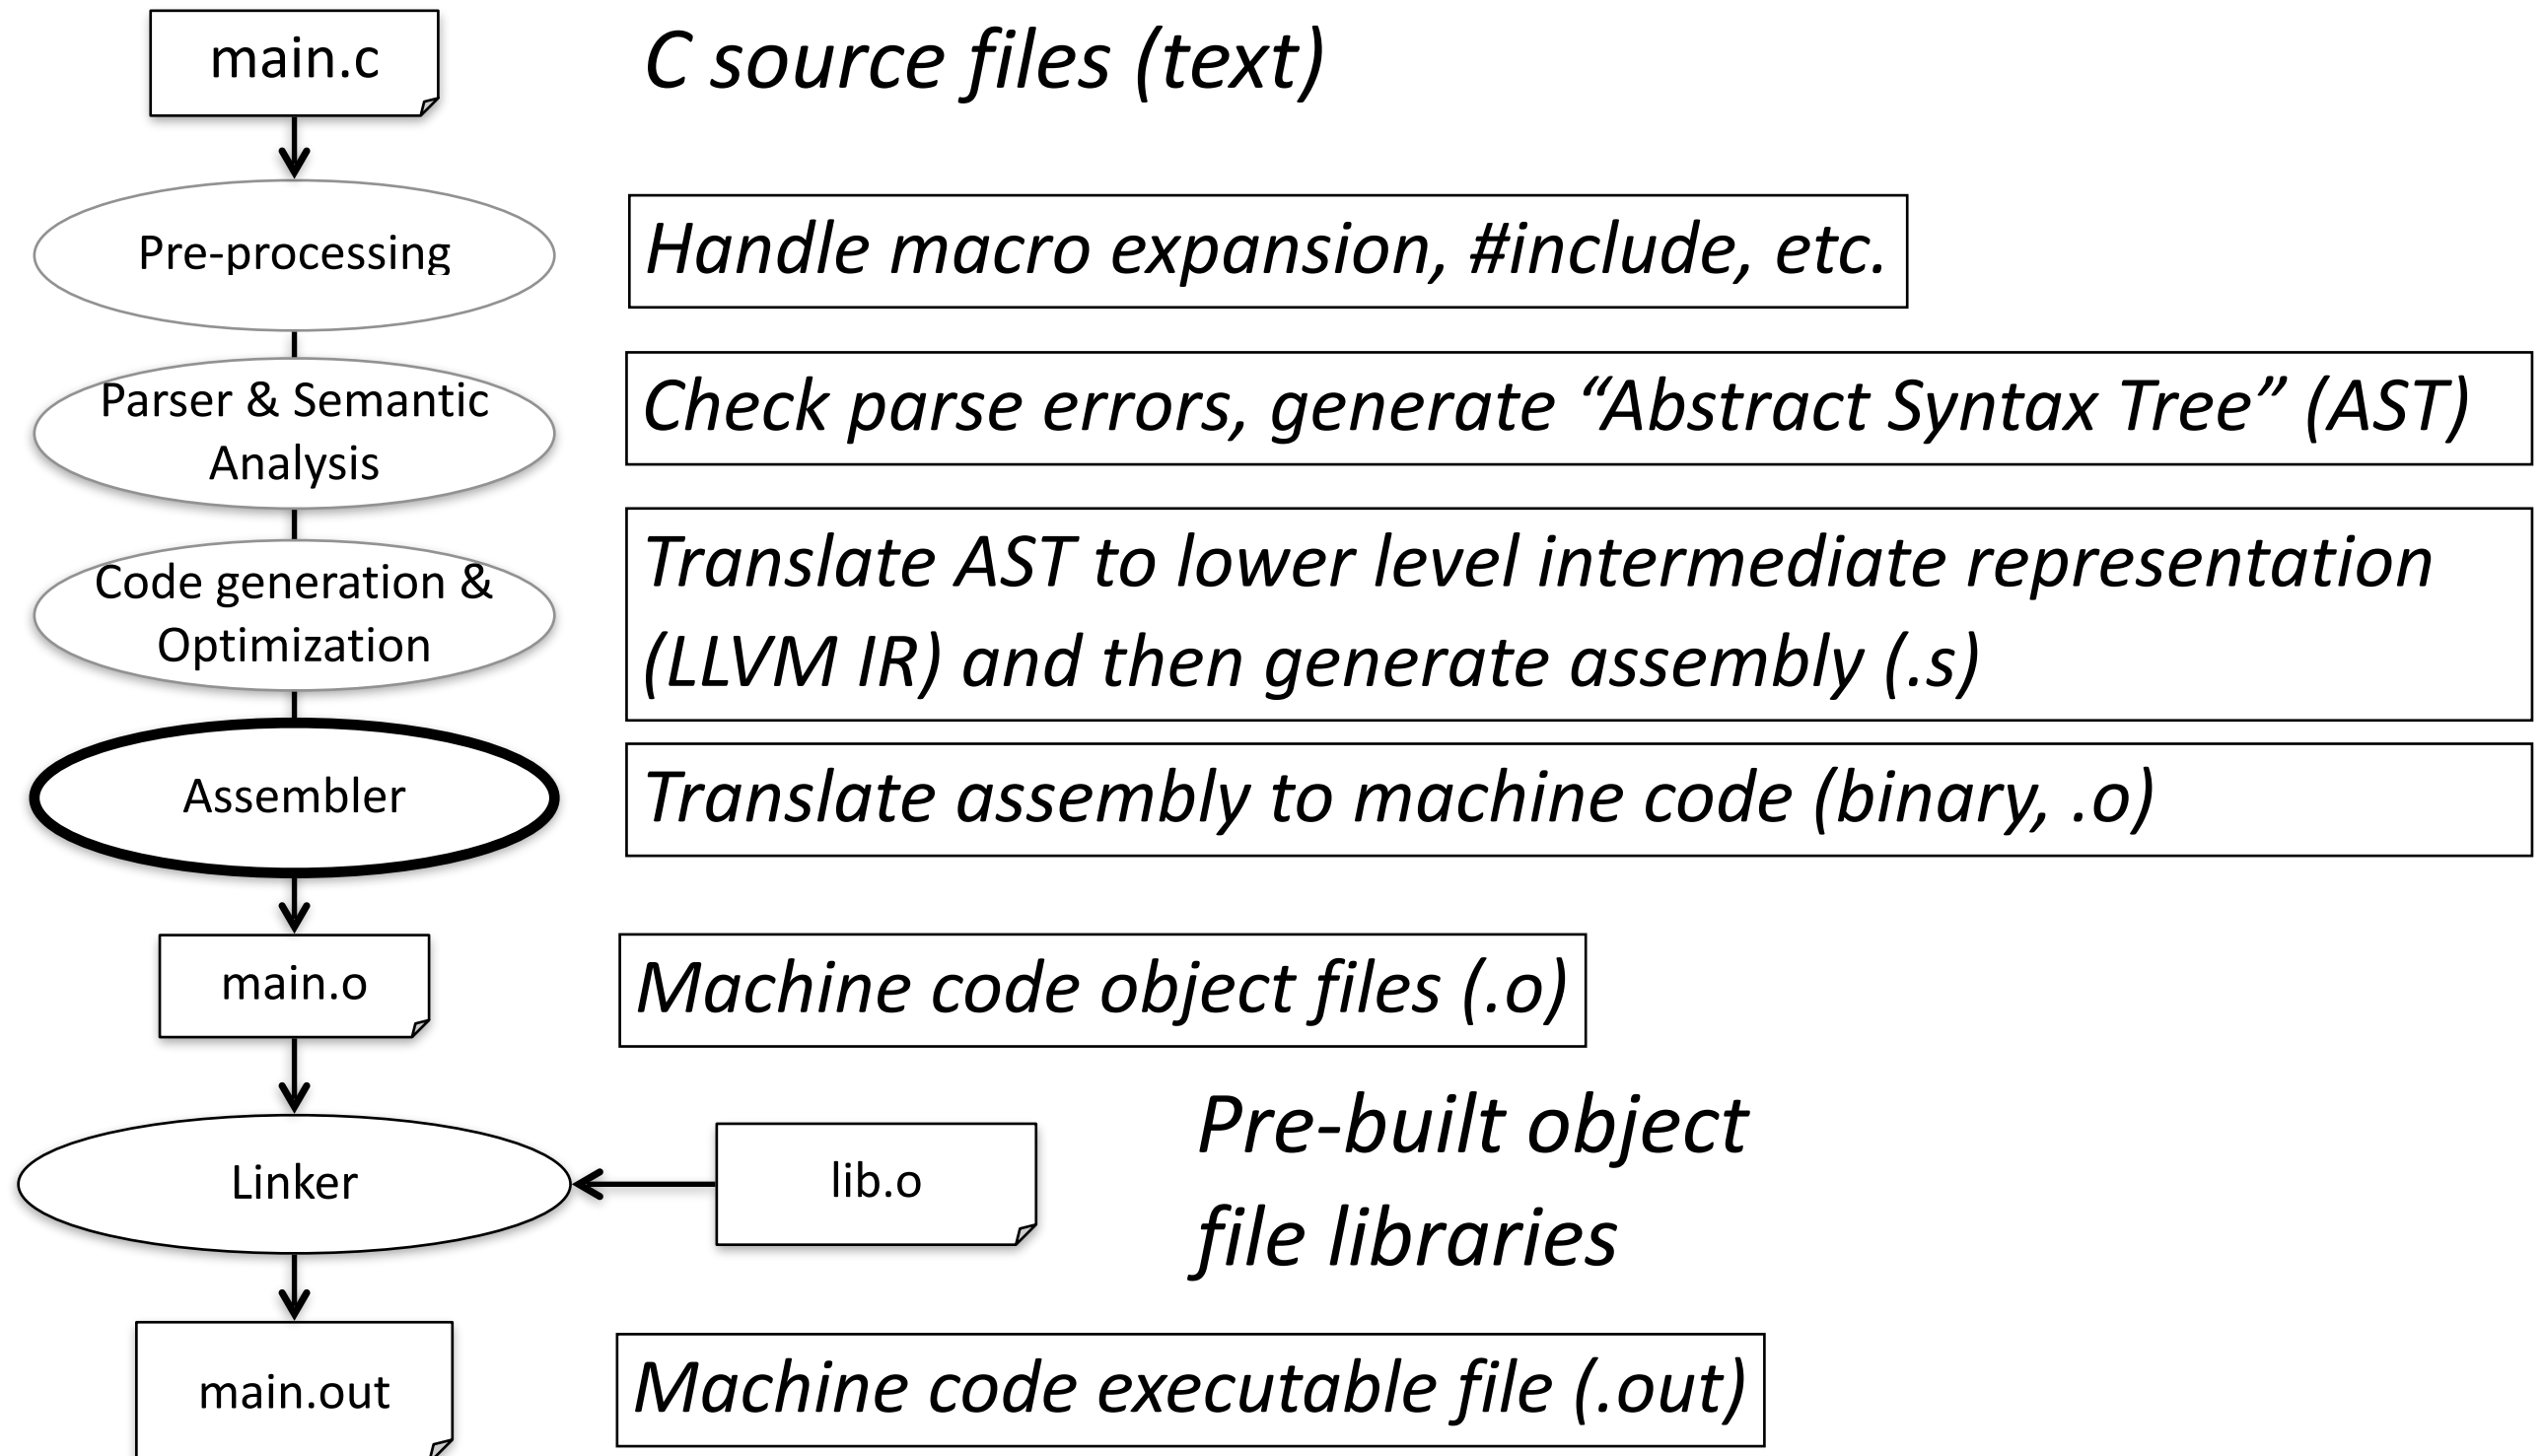 main.c
C source files (text)
Pre-processing
Handle macro expansion, #include, etc.
Parser & Semantic
Analysis
Check parse errors, generate “Abstract Syntax Tree” (AST)
Code generation &
Optimization
Translate AST to lower level intermediate representation
(LLVM IR) and then generate assembly (.s)
Assembler
Translate assembly to machine code (binary, .o)
main.o
Machine code object files (.o)
Linker
lib.o
Pre-built object
file libraries
main.out
Machine code executable file (.out)